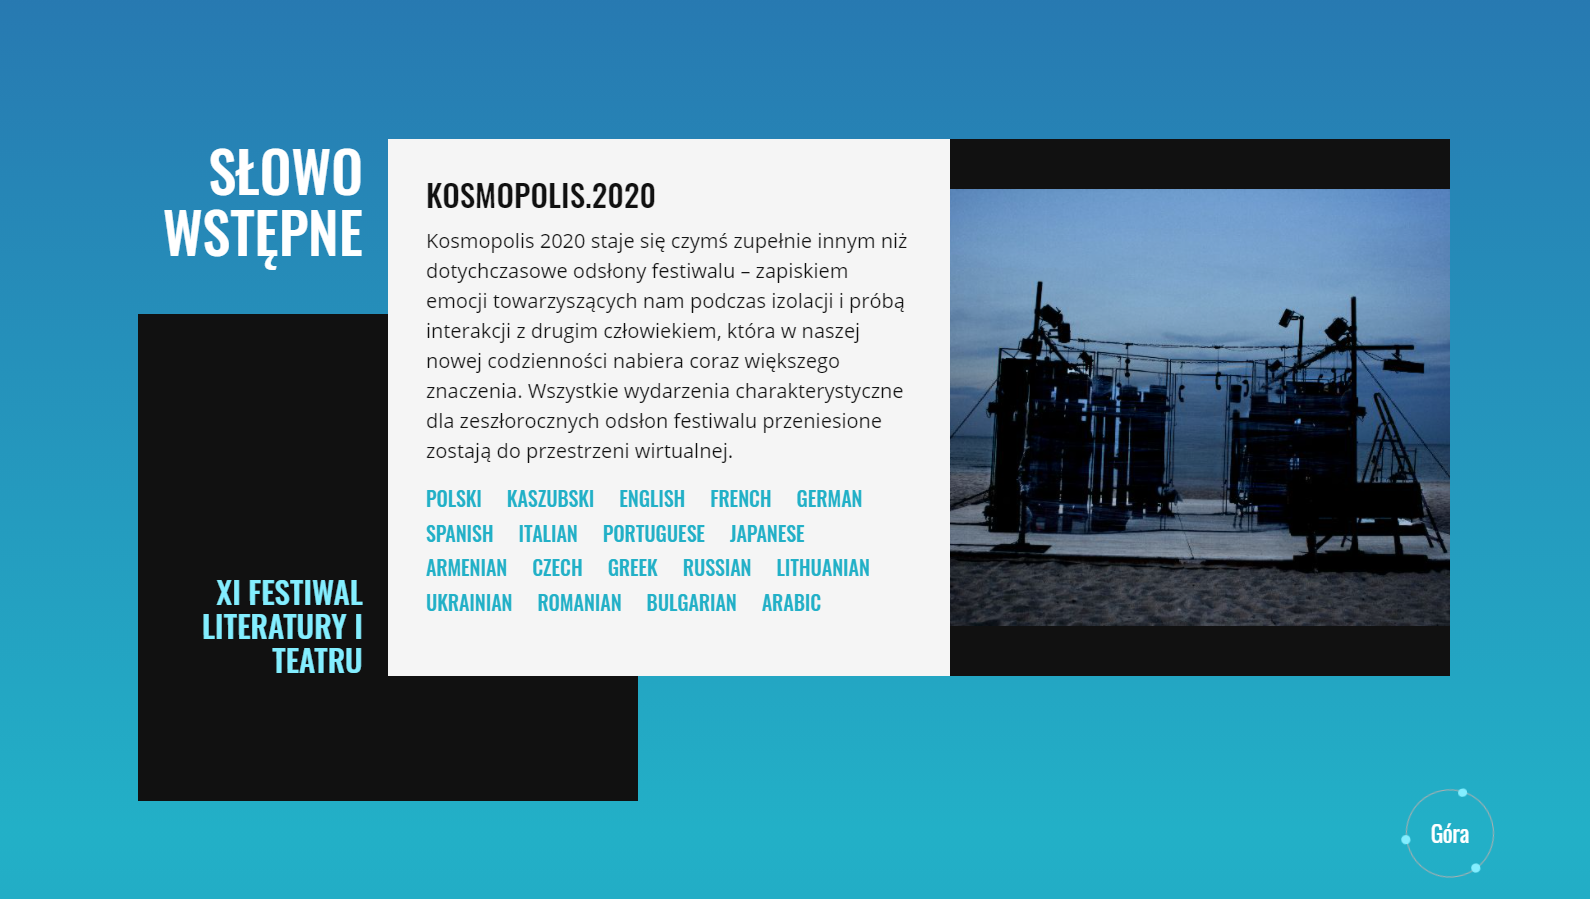 SŁOWO
WSTĘPNE
KOSMOPOLIS.2020
Kosmopolis 2020 staje się czymś zupełnie innym niż
dotychczasowe odsłony festiwalu – zapiskiem
emocji towarzyszących nam podczas izolacji i próbą
interakcji z drugim człowiekiem, która w naszej
nowej codzienności nabiera coraz większego
znaczenia. Wszystkie wydarzenia charakterystyczne
dla zeszłorocznych odsłon festiwalu przeniesione
zostają do przestrzeni wirtualnej.
POLSKI KASZUBSKI ENGLISH FRENCH GERMAN
SPANISH ITALIAN PORTUGUESE JAPANESE
ARMENIAN CZECH GREEK RUSSIAN LITHUANIAN
UKRAINIAN ROMANIAN BULGARIAN ARABIC
XI FESTIWAL
LITERATURY I
TEATRU
Góra